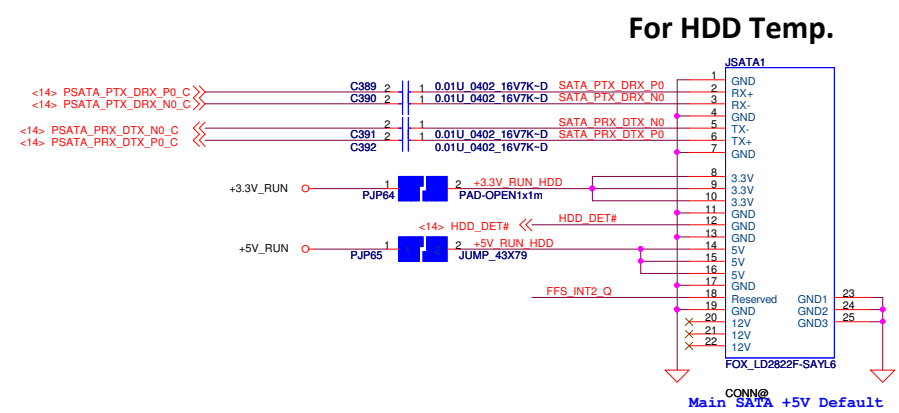 For HDD Temp.
JSATA1
<14> PSATA_PTX_DRX_P0_C C389 2 1 0.01U_0402_16V7K~D SATA_PTX_DRX_P0
<14> PSATA_PTX_DRX_N0_C C390 2 1 0.01U_0402_16V7K~D SATA_PTX_DRX_N0
<14> PSATA_PRX_DTX_N0_C 2 1 SATA_PRX_DTX_N0
<14> PSATA_PRX_DTX_P0_C C391 2 1 0.01U_0402_16V7K~D SATA_PRX_DTX_P0
C392 0.01U_0402_16V7K~D
1 GND
2 RX+
3 RX-
4 GND
5 TX-
6 TX+
7 GND
+3.3V_RUN 1 2 +3.3V_RUN_HDD
PJP64 PAD-OPEN1x1m
8 3.3V
9 3.3V
10 3.3V
11 GND
<14> HDD_DET# HDD_DET# 12 GND
13 GND
+5V_RUN 1 1 2 2 +5V_RUN_HDD
PJP65 JUMP_43X79
14 5V
15 5V
16 5V
17 GND
FFS_INT2_Q 18 Reserved
19 GND
20 12V
21 12V
22 12V
GND1 23
GND2 24
GND3 25
FOX_LD2822F-SAYL6
CONN@
Main SATA +5V Default